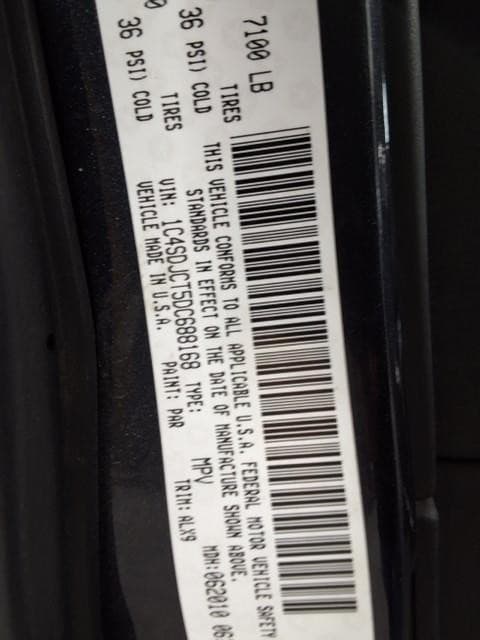 7100 LB
36 PSI) COLD TIRES
36 PSI) COLD TIRES
THIS VEHICLE CONFORMS TO ALL APPLICABLE U.S.A. FEDERAL MOTOR VEHICLE SAFETY
STANDARDS IN EFFECT ON THE DATE OF MANUFACTURE SHOWN ABOVE.
VIN: 1C4SDJCT5DC688168 TYPE: MPV MDH:062010 06
VEHICLE MADE IN U.S.A. PAINT: PAR TRIM: ALX9